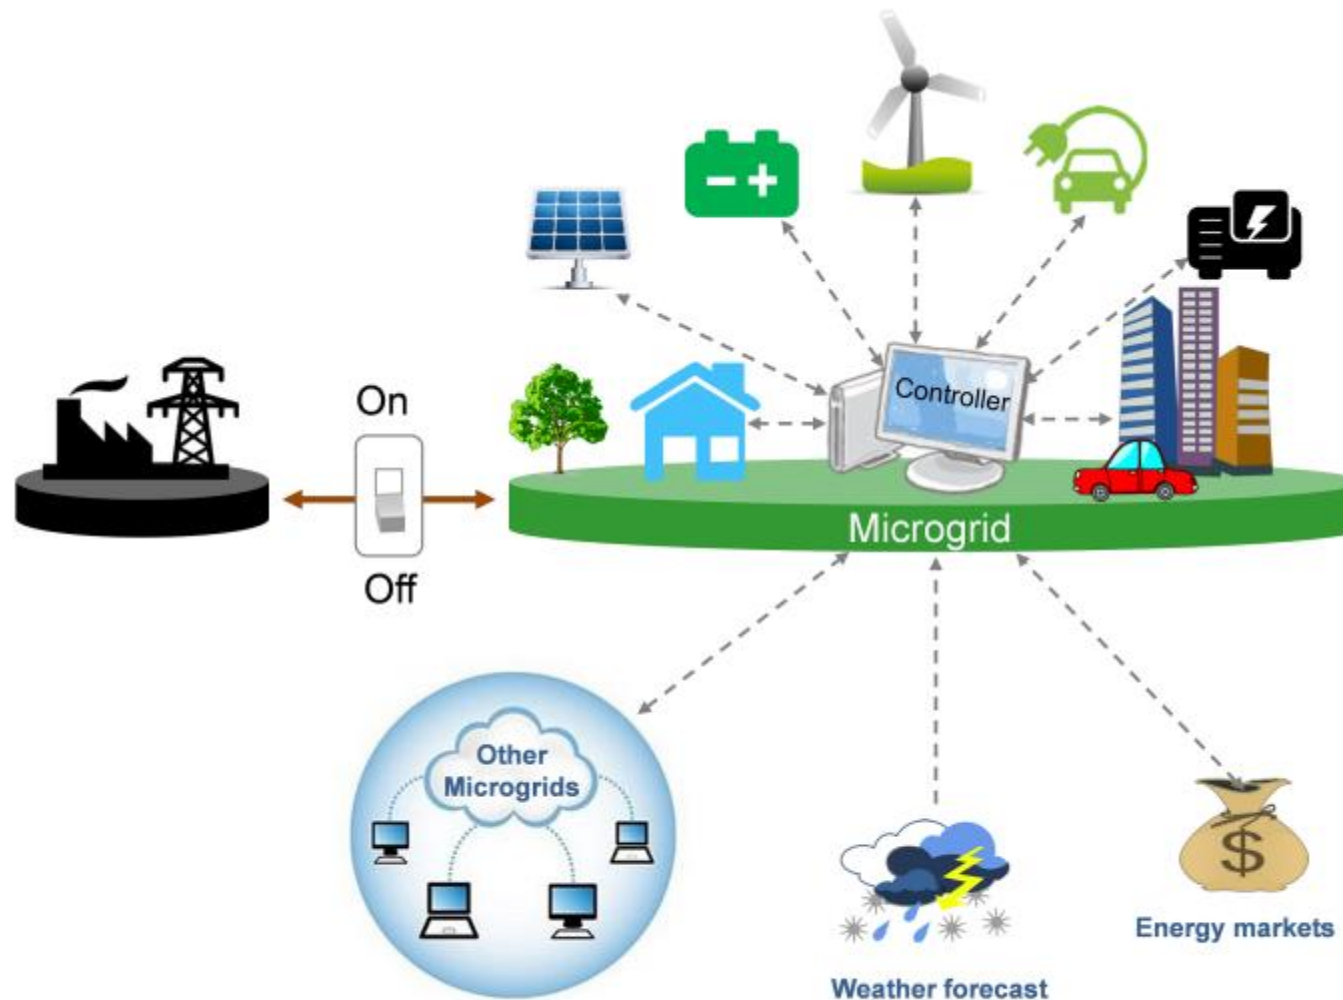 On
Off
Controller
Microgrid
Other
Microgrids
$
Energy markets
Weather forecast